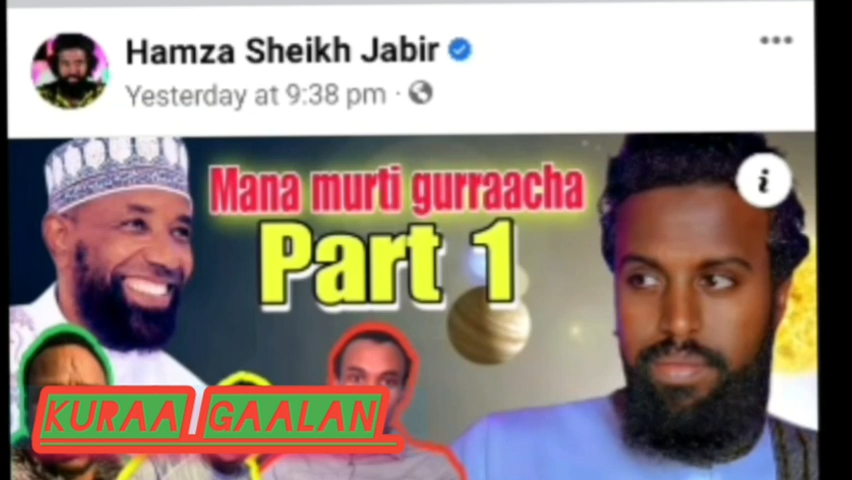 Hamza Sheikh Jabir
Yesterday at 9:38 pm ·
Mana murti gurraacha
Part 1
KURAA GAALAN